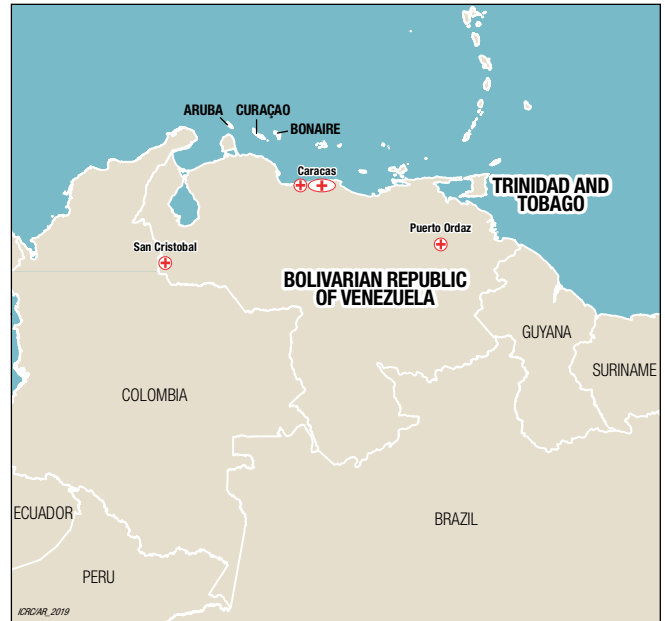 ARUBA
CURAÇAO
BONAIRE
Caracas
TRINIDAD AND
TOBAGO
Puerto Ordaz
San Cristobal
BOLIVARIAN REPUBLIC
OF VENEZUELA
GUYANA
SURINAME
COLOMBIA
ECUADOR
BRAZIL
PERU
ICRC/AR_2019